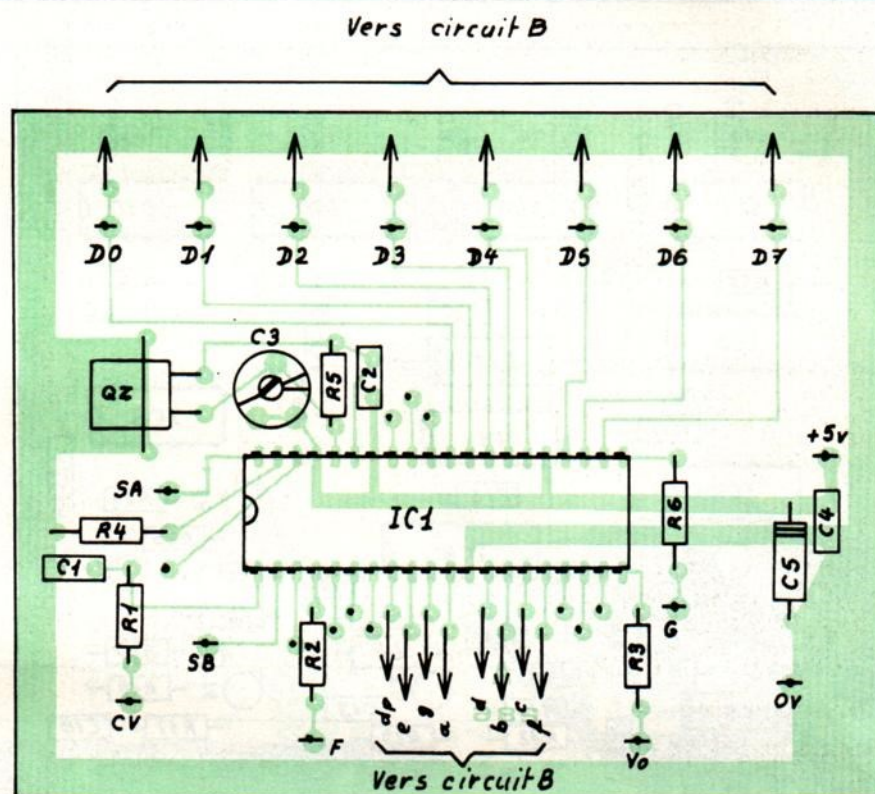 Vers circuit B
D0 D1 D2 D3 D4 D5 D6 D7
C3
QZ R5 C2
+5v
SA
R4 IC1 R6 C4
C1 C5
R1 G
SB R2 R3
dp e g a d b c f
CV OV
F Vo
Vers circuit B